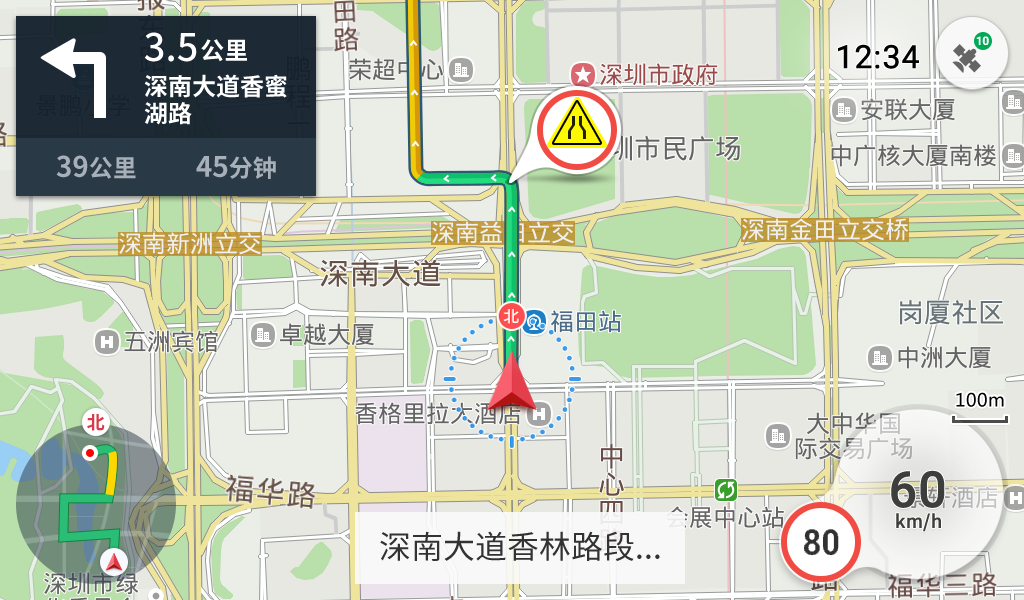 3.5公里
深南大道香蜜
湖路
39公里
45分钟
田
路
荣超中心
深圳市政府
12:34
10
安联大厦
中广核大厦南楼
圳市民广场
深南新洲立交
深南益田立交
深南金田立交桥
深南大道
北
福田站
岗厦社区
五洲宾馆
H
卓越大厦
中洲大厦
100m
香格里拉大酒店
H
大中华国
际交易广场
北
中
心
四
福华路
60
km/h
酒店
H
会展中心站
80
深南大道香林路段...
深圳市绿
福华三路